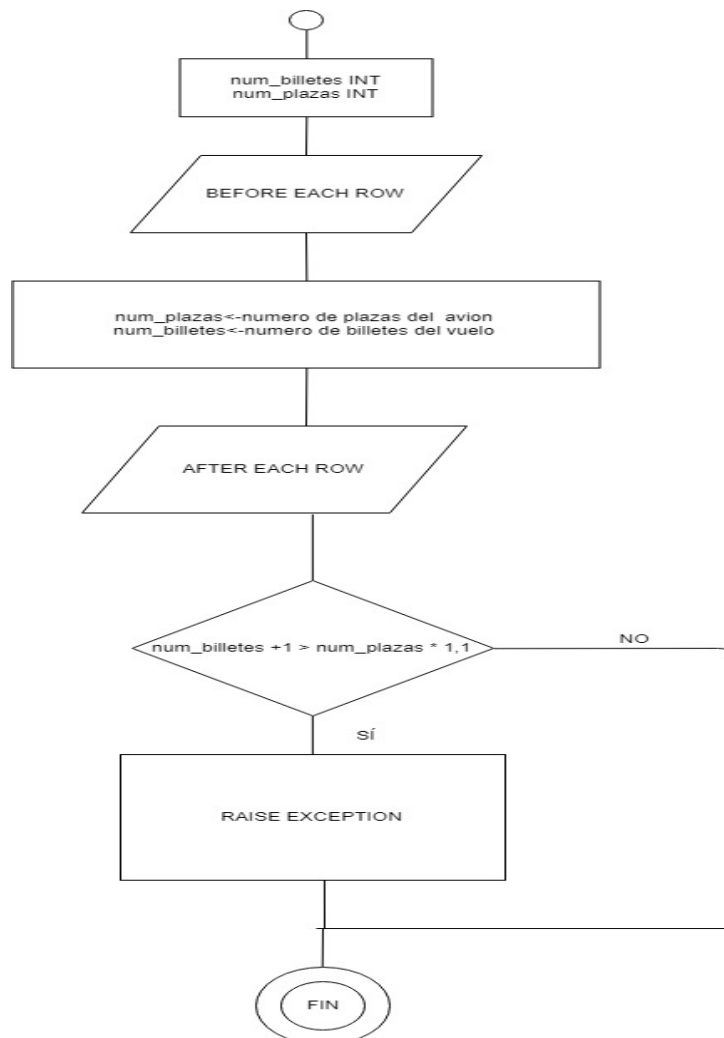 num_billetes INT
num_plazas INT
BEFORE EACH ROW
num_plazas<-numero de plazas del avion
num_billetes<-numero de billetes del vuelo
AFTER EACH ROW
num_billetes +1 > num_plazas * 1,1
NO
SÍ
RAISE EXCEPTION
FIN